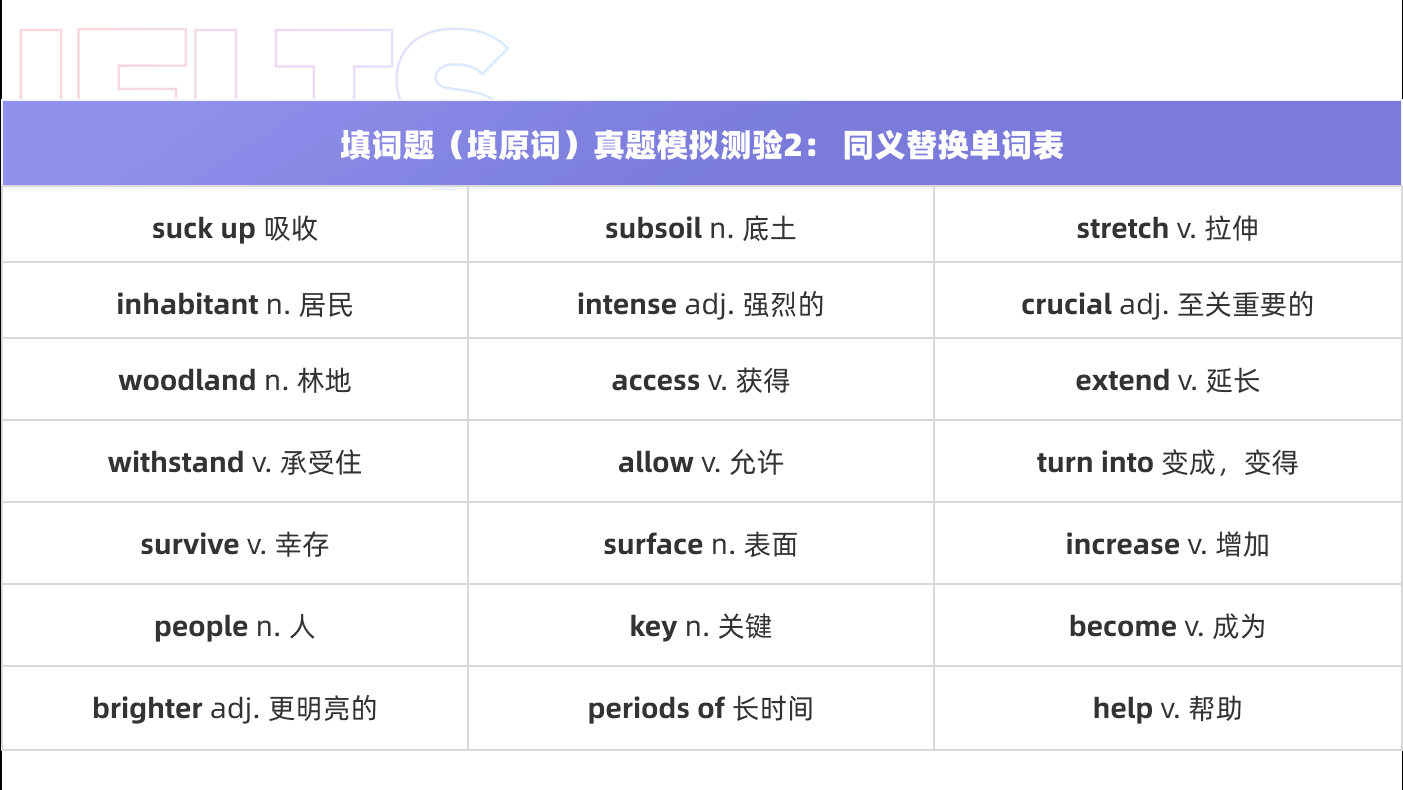 IELTS
填词题（填原词）真题模拟测验2： 同义替换单词表
suck up 吸收 subsoil n. 底土 stretch v. 拉伸
inhabitant n. 居民 intense adj. 强烈的 crucial adj. 至关重要的
woodland n. 林地 access v. 获得 extend v. 延长
withstand v. 承受住 allow v. 允许 turn into 变成，变得
survive v. 幸存 surface n. 表面 increase v. 增加
people n. 人 key n. 关键 become v. 成为
brighter adj. 更明亮的 periods of 长时间 help v. 帮助